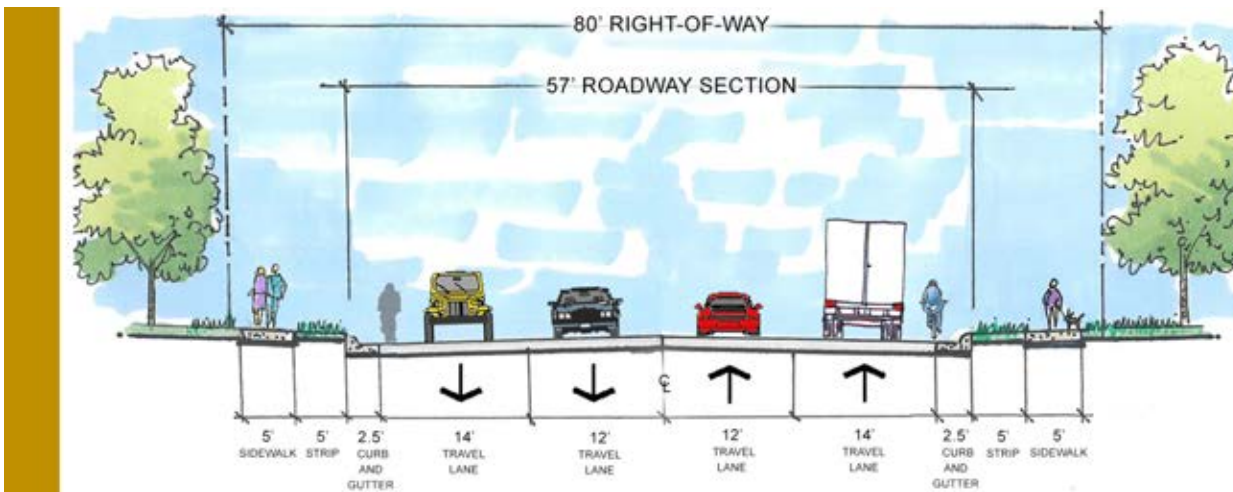 80' RIGHT-OF-WAY
57' ROADWAY SECTION
℄
5' 5' 2.5' 14' 12' 12' 14' 2.5' 5' 5'
SIDEWALK STRIP CURB TRAVEL TRAVEL TRAVEL TRAVEL CURB STRIP SIDEWALK
AND LANE LANE LANE LANE AND
GUTTER GUTTER